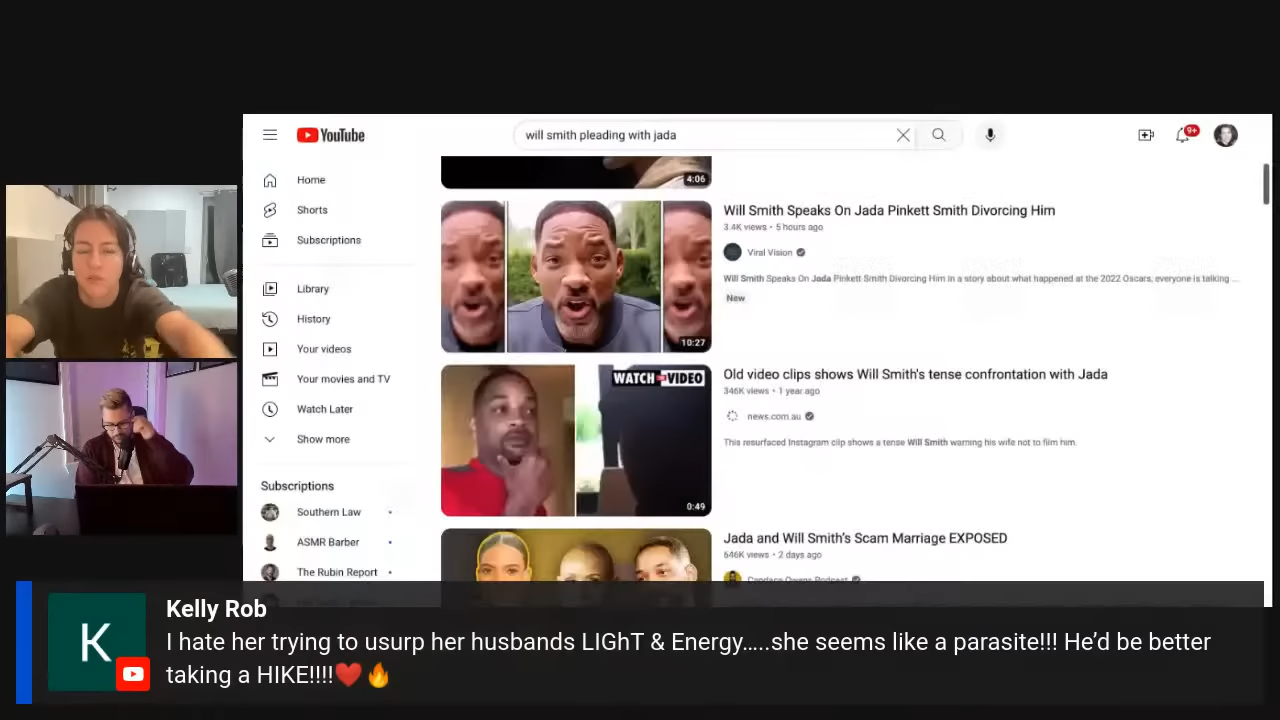 YouTube
will smith pleading with jada
9+
Home
Shorts
Subscriptions
Library
History
Your videos
Your movies and TV
Watch Later
Show more
Subscriptions
Southern Law
ASMR Barber
The Rubin Report
4:06
Will Smith Speaks On Jada Pinkett Smith Divorcing Him
3.4K views • 5 hours ago
Viral Vision
Will Smith Speaks On Jada Pinkett Smith Divorcing Him in a story about what happened at the 2022 Oscars, everyone is talking ...
New
10:27
WATCH THE VIDEO
Old video clips shows Will Smith's tense confrontation with Jada
346K views • 1 year ago
news.com.au
This resurfaced Instagram clip shows a tense Will Smith warning his wife not to film him.
0:49
Jada and Will Smith's Scam Marriage EXPOSED
646K views • 2 days ago
Candace Owens Podcast
K
Kelly Rob
I hate her trying to usurp her husbands LIGhT & Energy.....she seems like a parasite!!! He’d be better
taking a HIKE!!!!❤️🔥